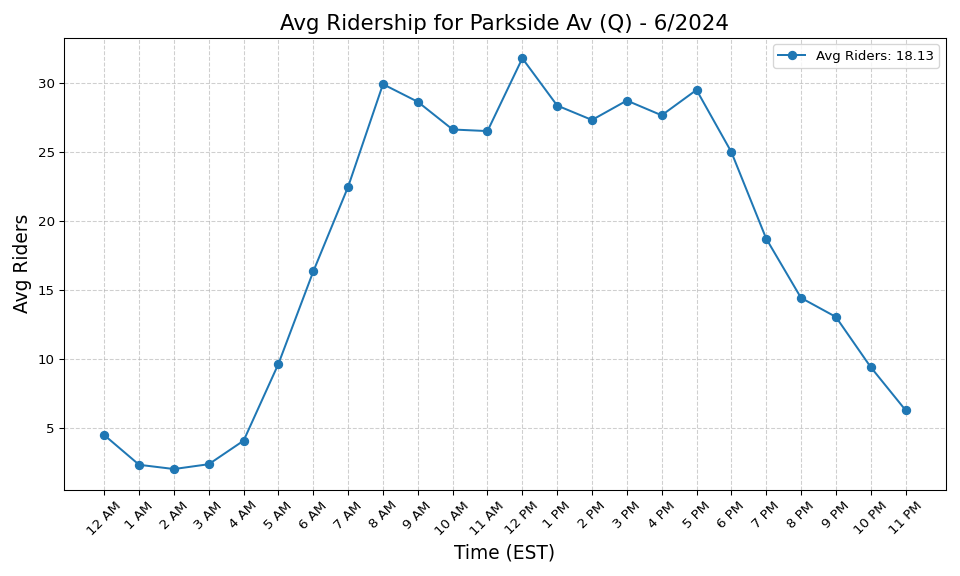 Avg Ridership for Parkside Av (Q) - 6/2024
Avg Riders: 18.13
Avg Riders
30
25
20
15
10
5
12 AM
1 AM
2 AM
3 AM
4 AM
5 AM
6 AM
7 AM
8 AM
9 AM
10 AM
11 AM
12 PM
1 PM
2 PM
3 PM
4 PM
5 PM
6 PM
7 PM
8 PM
9 PM
10 PM
11 PM
Time (EST)